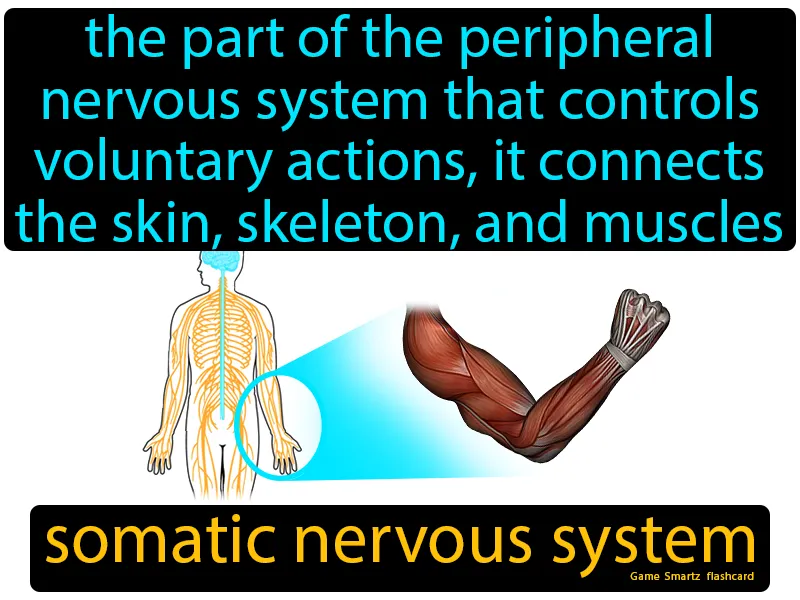 the part of the peripheral
nervous system that controls
voluntary actions, it connects
the skin, skeleton, and muscles
somatic nervous system
Game Smartz flashcard